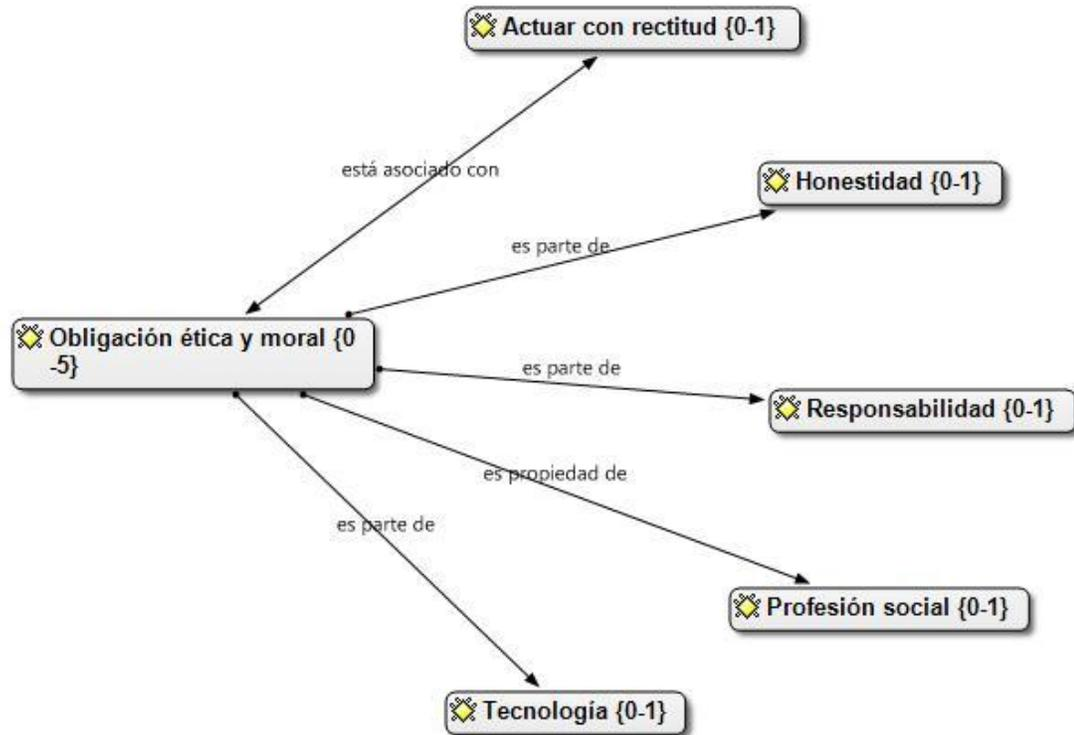 Actuar con rectitud {0-1}
está asociado con
Honestidad {0-1}
es parte de
Obligación ética y moral {0
-5}
es parte de
Responsabilidad {0-1}
es propiedad de
es parte de
Profesión social {0-1}
Tecnología {0-1}